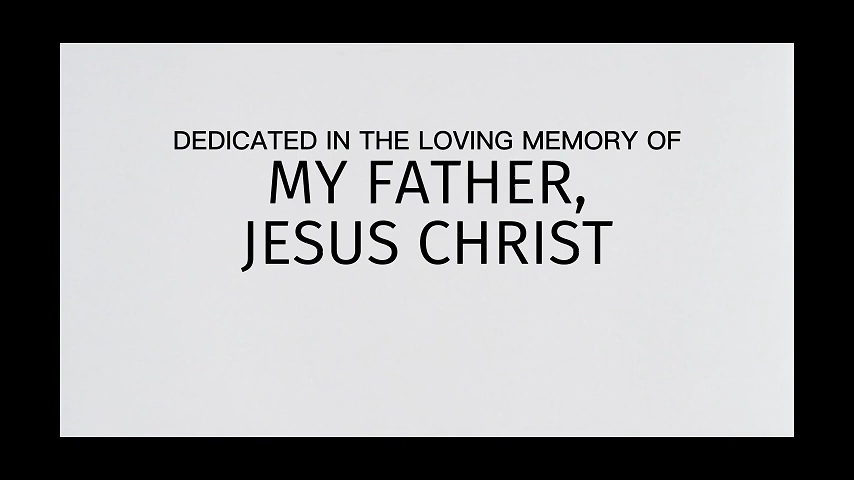 DEDICATED IN THE LOVING MEMORY OF
MY FATHER,
JESUS CHRIST